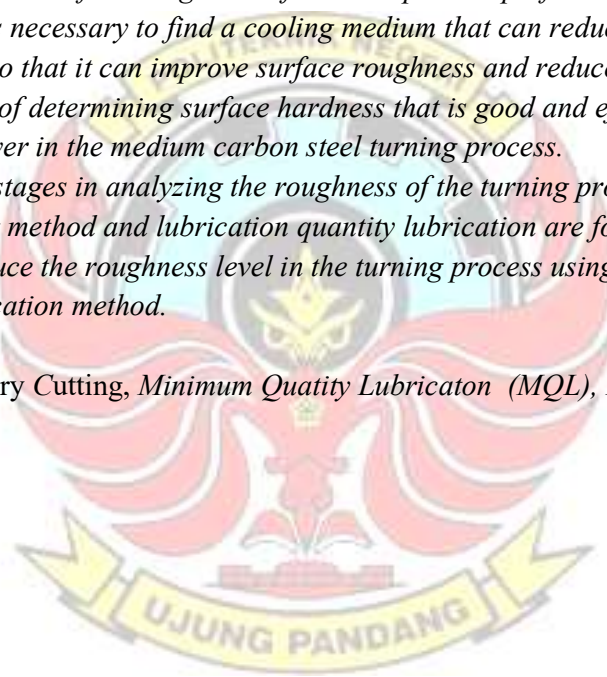 necessary to find a cooling medium that can redu
o that it can improve surface roughness and reduce
of determining surface hardness that is good and
ver in the medium carbon steel turning process.
stages in analyzing the roughness of the turning pro
method and lubrication quantity lubrication are fo
uce the roughness level in the turning process using
cation method.
ry Cutting, Minimum Quatity Lubricaton (MQL),
UJUNG PANDANG